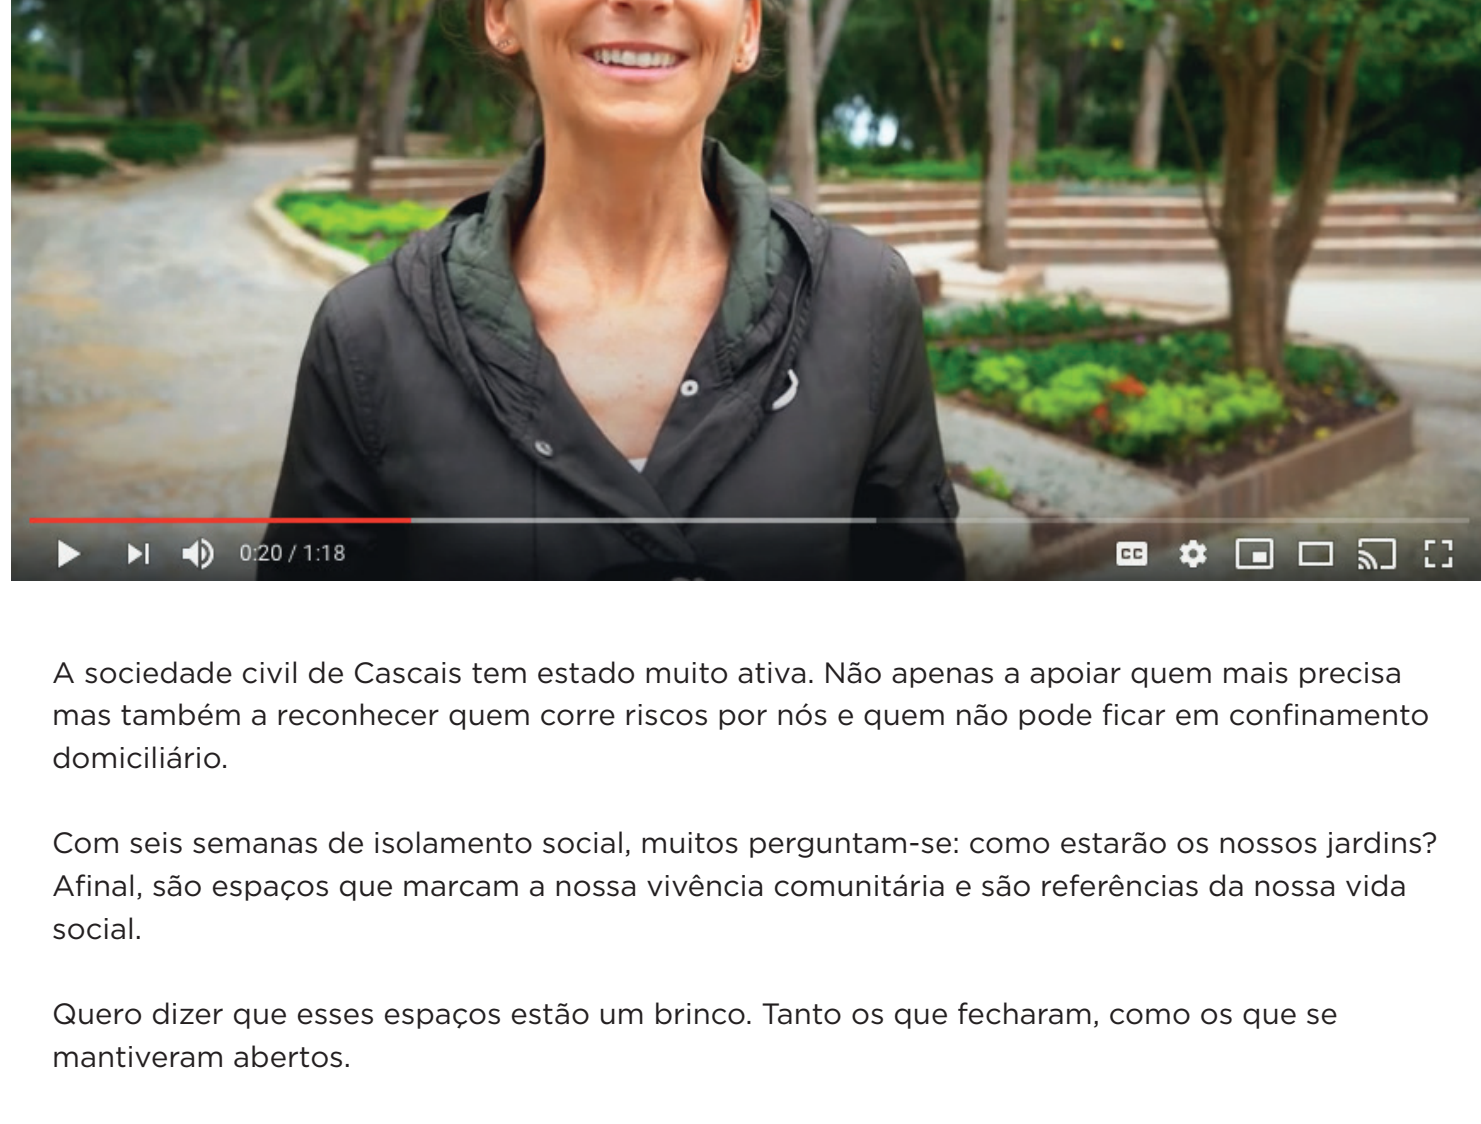 0:20 / 1:18
CC
A sociedade civil de Cascais tem estado muito ativa. Não apenas a apoiar quem mais precisa
mas também a reconhecer quem corre riscos por nós e quem não pode ficar em confinamento
domiciliário.
Com seis semanas de isolamento social, muitos perguntam-se: como estarão os nossos jardins?
Afinal, são espaços que marcam a nossa vivência comunitária e são referências da nossa vida
social.
Quero dizer que esses espaços estão um brinco. Tanto os que fecharam, como os que se
mantiveram abertos.